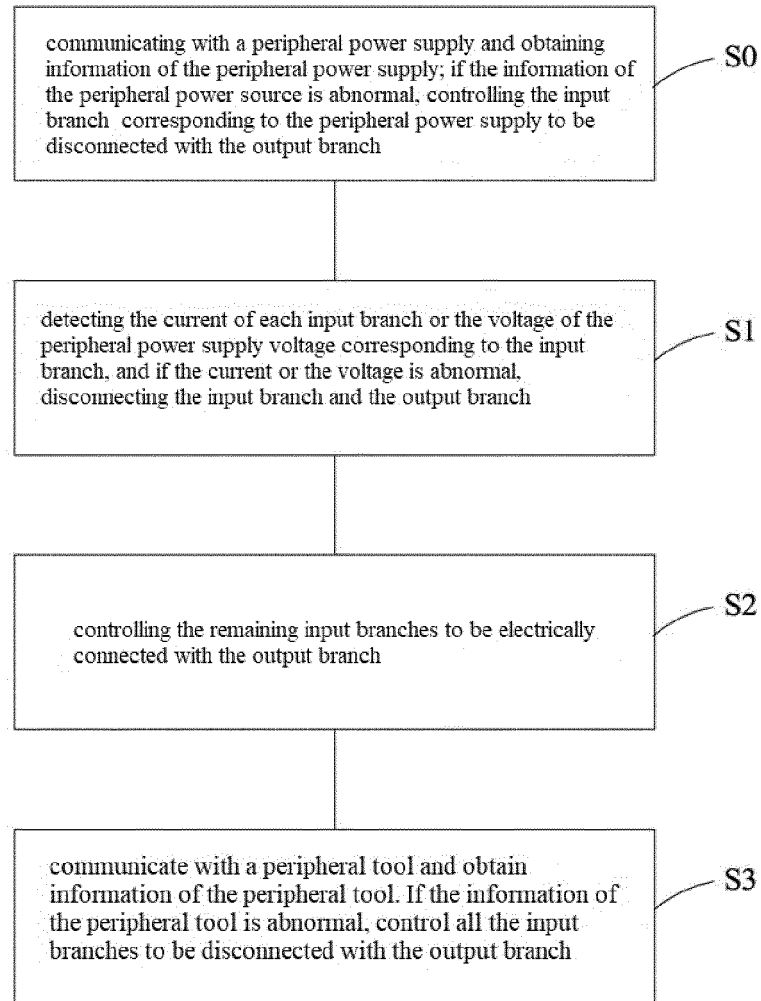 communicating with a peripheral power supply and obtaining
information of the peripheral power supply; if the information of
the peripheral power source is abnormal, controlling the input
branch corresponding to the peripheral power supply to be
disconnected with the output branch
S0
detecting the current of each input branch or the voltage of the
peripheral power supply voltage corresponding to the input
branch, and if the current or the voltage is abnormal,
disconnecting the input branch and the output branch
S1
controlling the remaining input branches to be electrically
connected with the output branch
S2
communicate with a peripheral tool and obtain
information of the peripheral tool. If the information of
the peripheral tool is abnormal, control all the input
branches to be disconnected with the output branch
S3